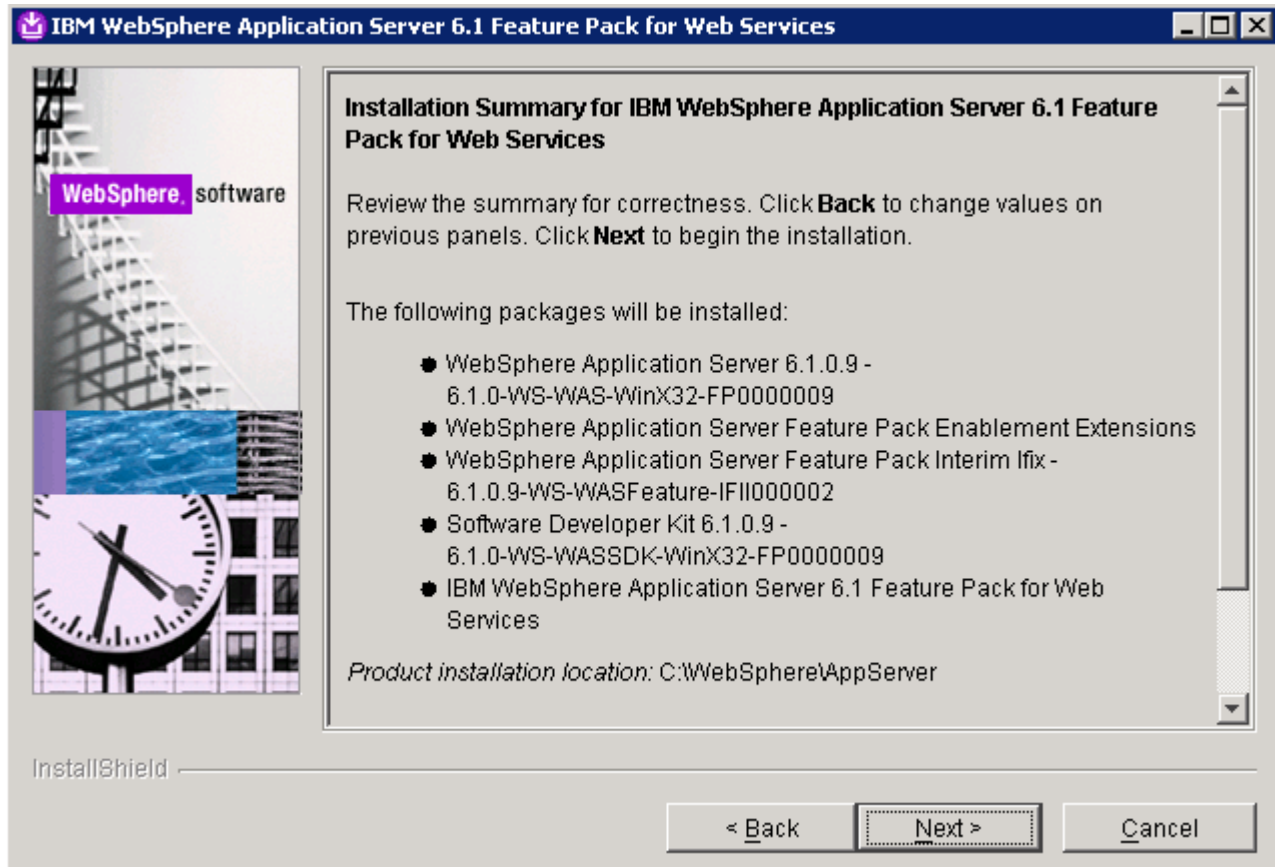 IBM WebSphere Application Server 6.1 Feature Pack for Web Services
WebSphere. software
Installation Summary for IBM WebSphere Application Server 6.1 Feature
Pack for Web Services
Review the summary for correctness. Click Back to change values on
previous panels. Click Next to begin the installation.
The following packages will be installed:
WebSphere Application Server 6.1.0.9 -
6.1.0-WS-WAS-WinX32-FP0000009
WebSphere Application Server Feature Pack Enablement Extensions
WebSphere Application Server Feature Pack Interim Ifix -
6.1.0.9-WS-WASFeature-IFII000002
Software Developer Kit 6.1.0.9 -
6.1.0-WS-WASSDK-WinX32-FP0000009
IBM WebSphere Application Server 6.1 Feature Pack for Web
Services
Product installation location: C:\WebSphere\AppServer
InstallShield
< Back Next > Cancel